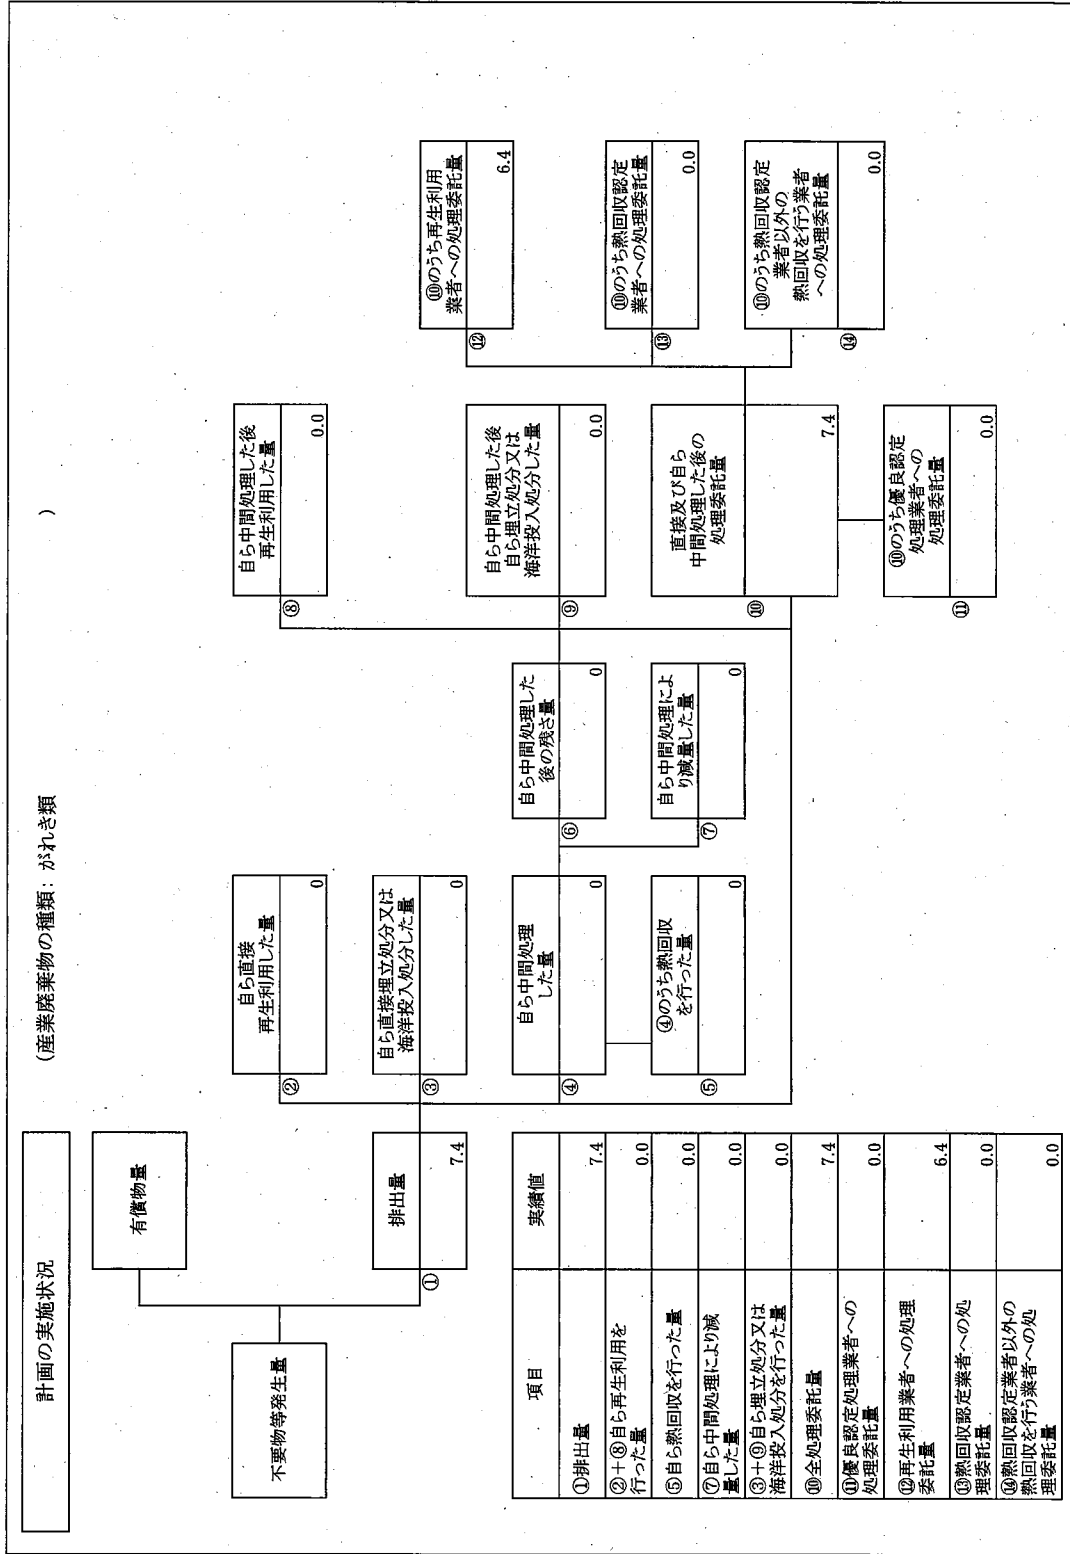 計画の実施状況
(産業廃棄物の種類：がれき類　　　　　)
不要物等発生量
有償物量
①
排出量
7.4
②
自ら直接
再生利用した量
0
③
自ら直接埋立処分又は
海洋投入処分した量
0
④
自ら中間処理
した量
0
⑤
④のうち熱回収
を行った量
0
⑥
自ら中間処理した
後の残さ量
0
⑦
自ら中間処理によ
り減量した量
0
⑧
自ら中間処理した後
再生利用した量
0.0
⑨
自ら中間処理した後
自ら埋立処分又は
海洋投入処分した量
0.0
⑩
直接及び自ら
中間処理した後の
処理委託量
7.4
⑪
⑩のうち優良認定
処理業者への
処理委託量
0.0
⑫
⑩のうち再生利用
業者への処理委託量
6.4
⑬
⑩のうち熱回収認定
業者への処理委託量
0.0
⑭
⑩のうち熱回収認定
業者以外の
熱回収を行う業者
への処理委託量
0.0
項目 実績値
①排出量 7.4
②+⑧自ら再生利用を
行った量 0.0
⑤自ら熱回収を行った量 0.0
⑦自ら中間処理により減
量した量 0.0
③+⑨自ら埋立処分又は
海洋投入処分を行った量 0.0
⑩全処理委託量 7.4
⑪優良認定処理業者への
処理委託量 0.0
⑫再生利用業者への処理
委託量 6.4
⑬熱回収認定業者への処
理委託量 0.0
⑭熱回収認定業者以外の
熱回収を行う業者への処
理委託量 0.0